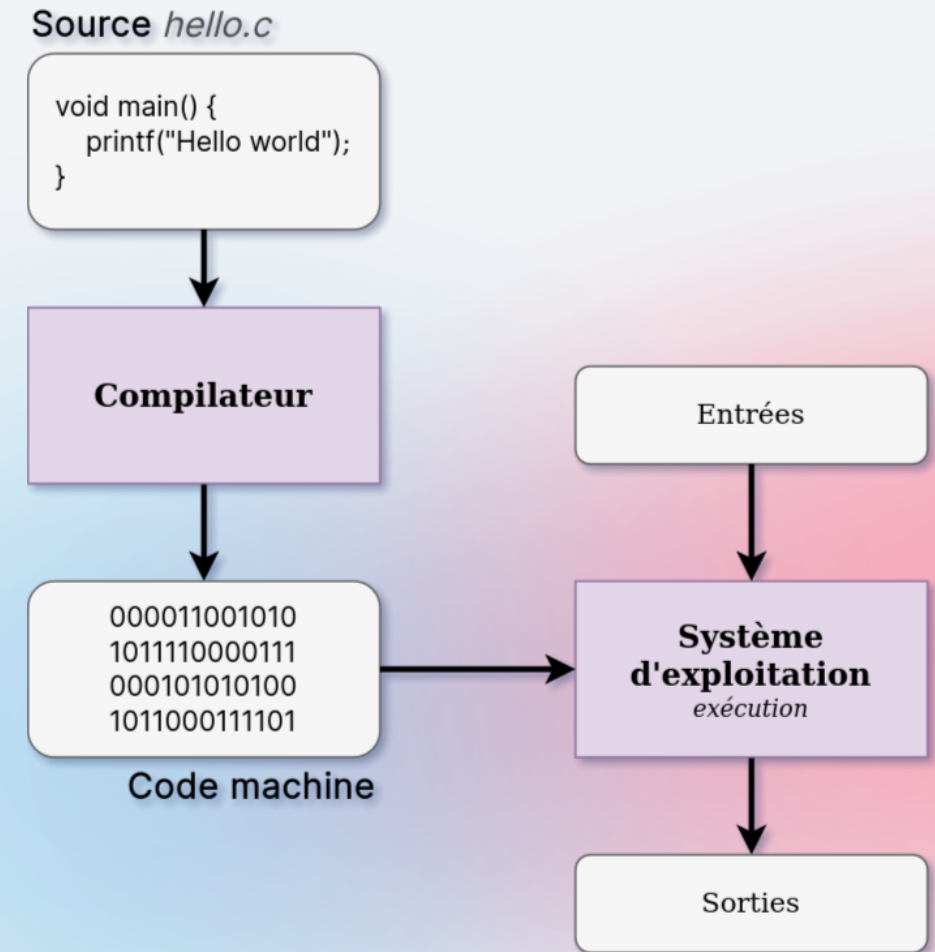 Source hello.c
void main() {
printf("Hello world");
}
Compilateur
000011001010
1011110000111
000101010100
1011000111101
Code machine
Entrées
Système
d'exploitation
exécution
Sorties